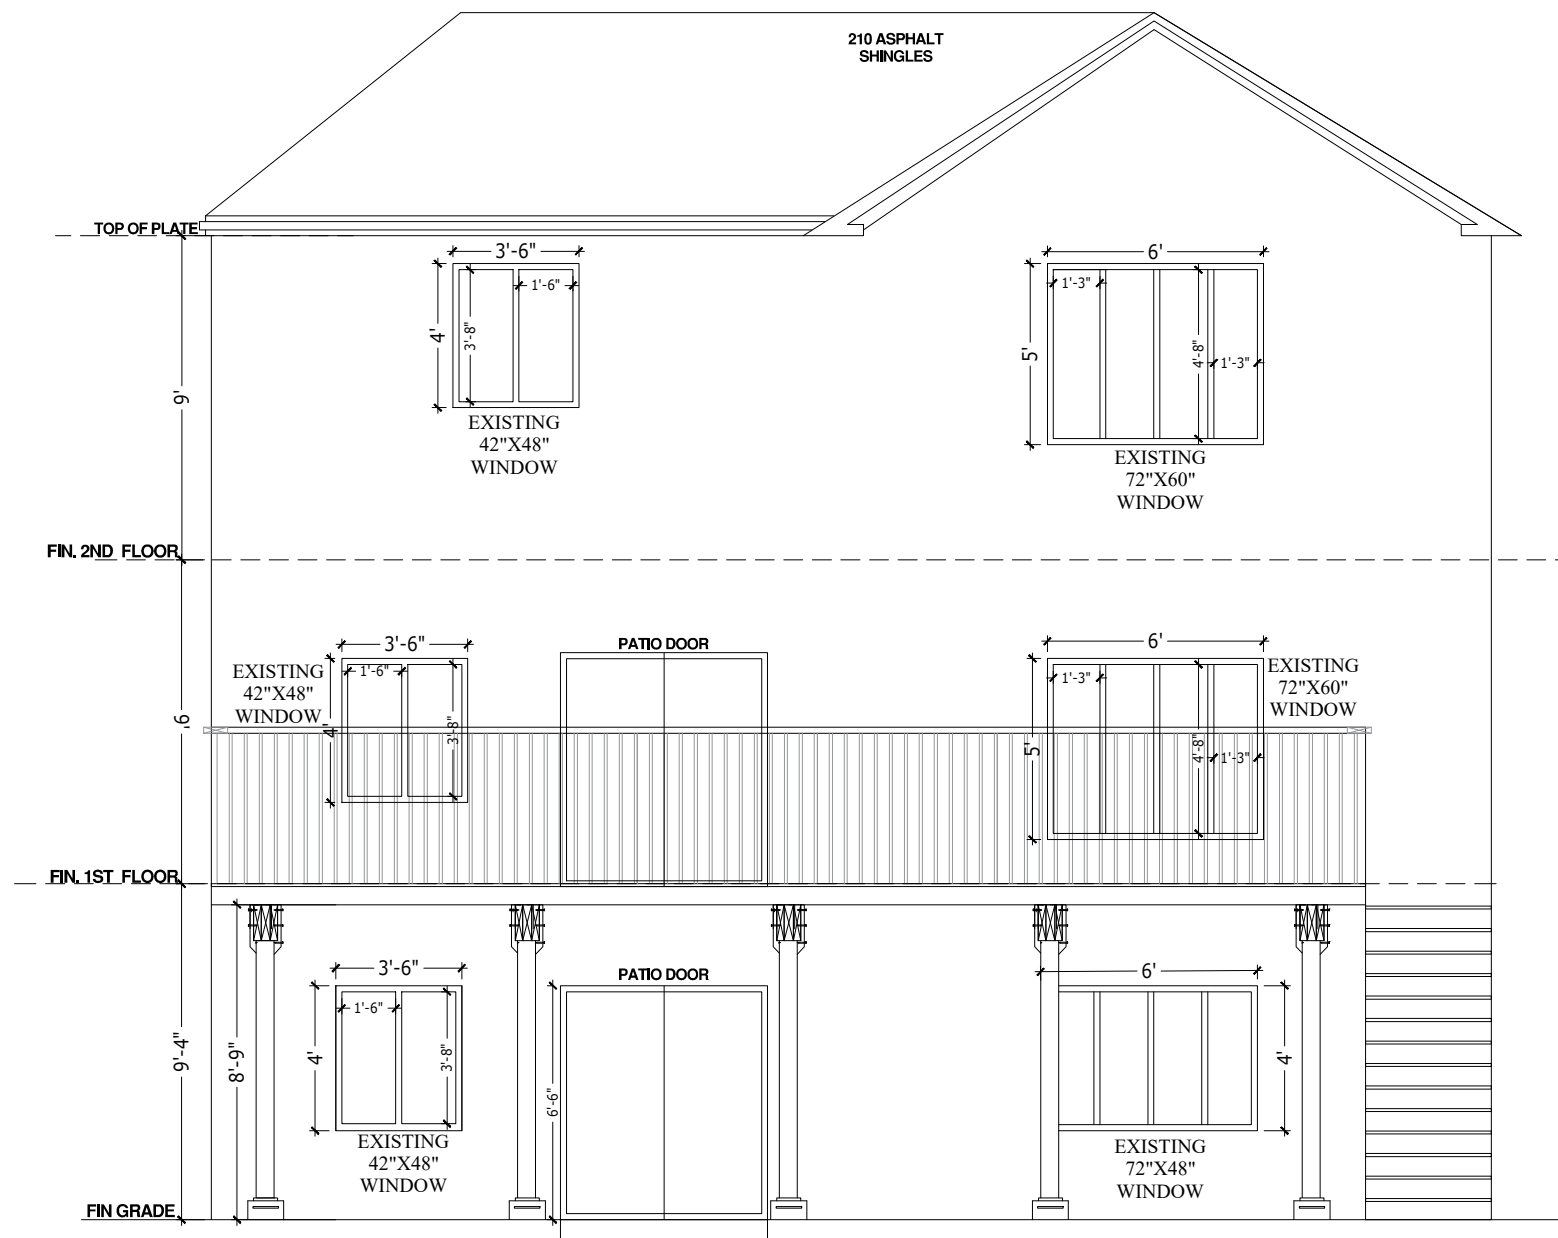 210 ASPHALT
SHINGLES
TOP OF PLATE
3'-6"
6'
1'-6"
1'-3"
4'
3'-8"
5'
4'-8"
1'-3"
9'
EXISTING
42"X48"
WINDOW
EXISTING
72"X60"
WINDOW
FIN. 2ND FLOOR
3'-6"
PATIO DOOR
6'
EXISTING
42"X48"
WINDOW
1'-6"
1'-3"
EXISTING
72"X60"
WINDOW
9'
4'
3'-8"
5'
4'-8"
1'-3"
FIN. 1ST FLOOR
3'-6"
PATIO DOOR
6'
1'-6"
9'-4"
8'-9"
4'
3'-8"
6'-6"
4'
EXISTING
42"X48"
WINDOW
EXISTING
72"X48"
WINDOW
FIN GRADE